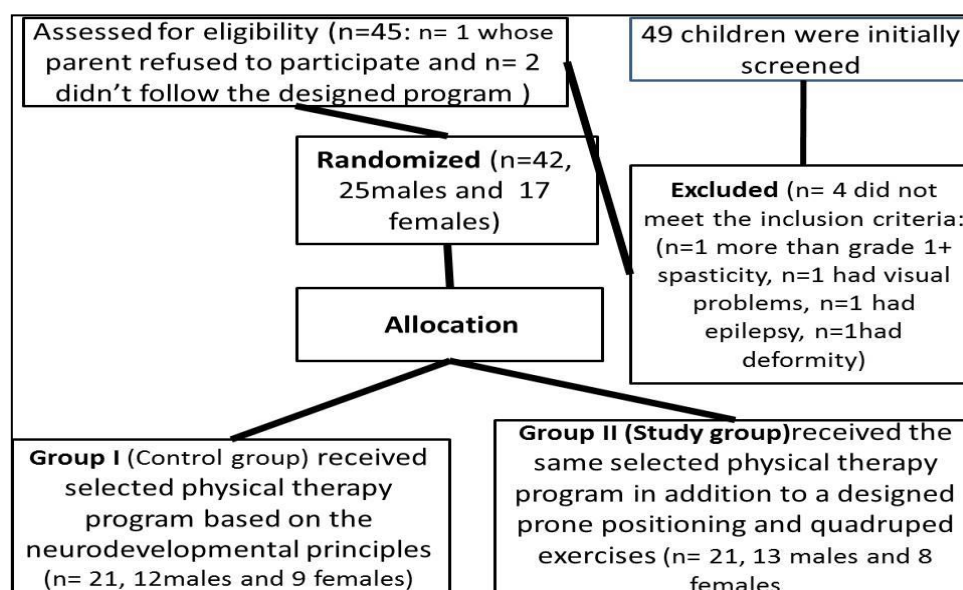 Assessed for eligibility (n=45: n= 1 whose
parent refused to participate and n= 2
didn't follow the designed program )
49 children were initially
screened
Randomized (n=42,
25males and 17
females)
Excluded (n= 4 did not
meet the inclusion criteria:
(n=1 more than grade 1+
spasticity, n=1 had visual
problems, n=1 had
epilepsy, n=1had
deformity)
Allocation
Group I (Control group) received
selected physical therapy
program based on the
neurodevelopmental principles
(n= 21, 12males and 9 females)
Group II (Study group)received the
same selected physical therapy
program in addition to a designed
prone positioning and quadruped
exercises (n= 21, 13 males and 8
females